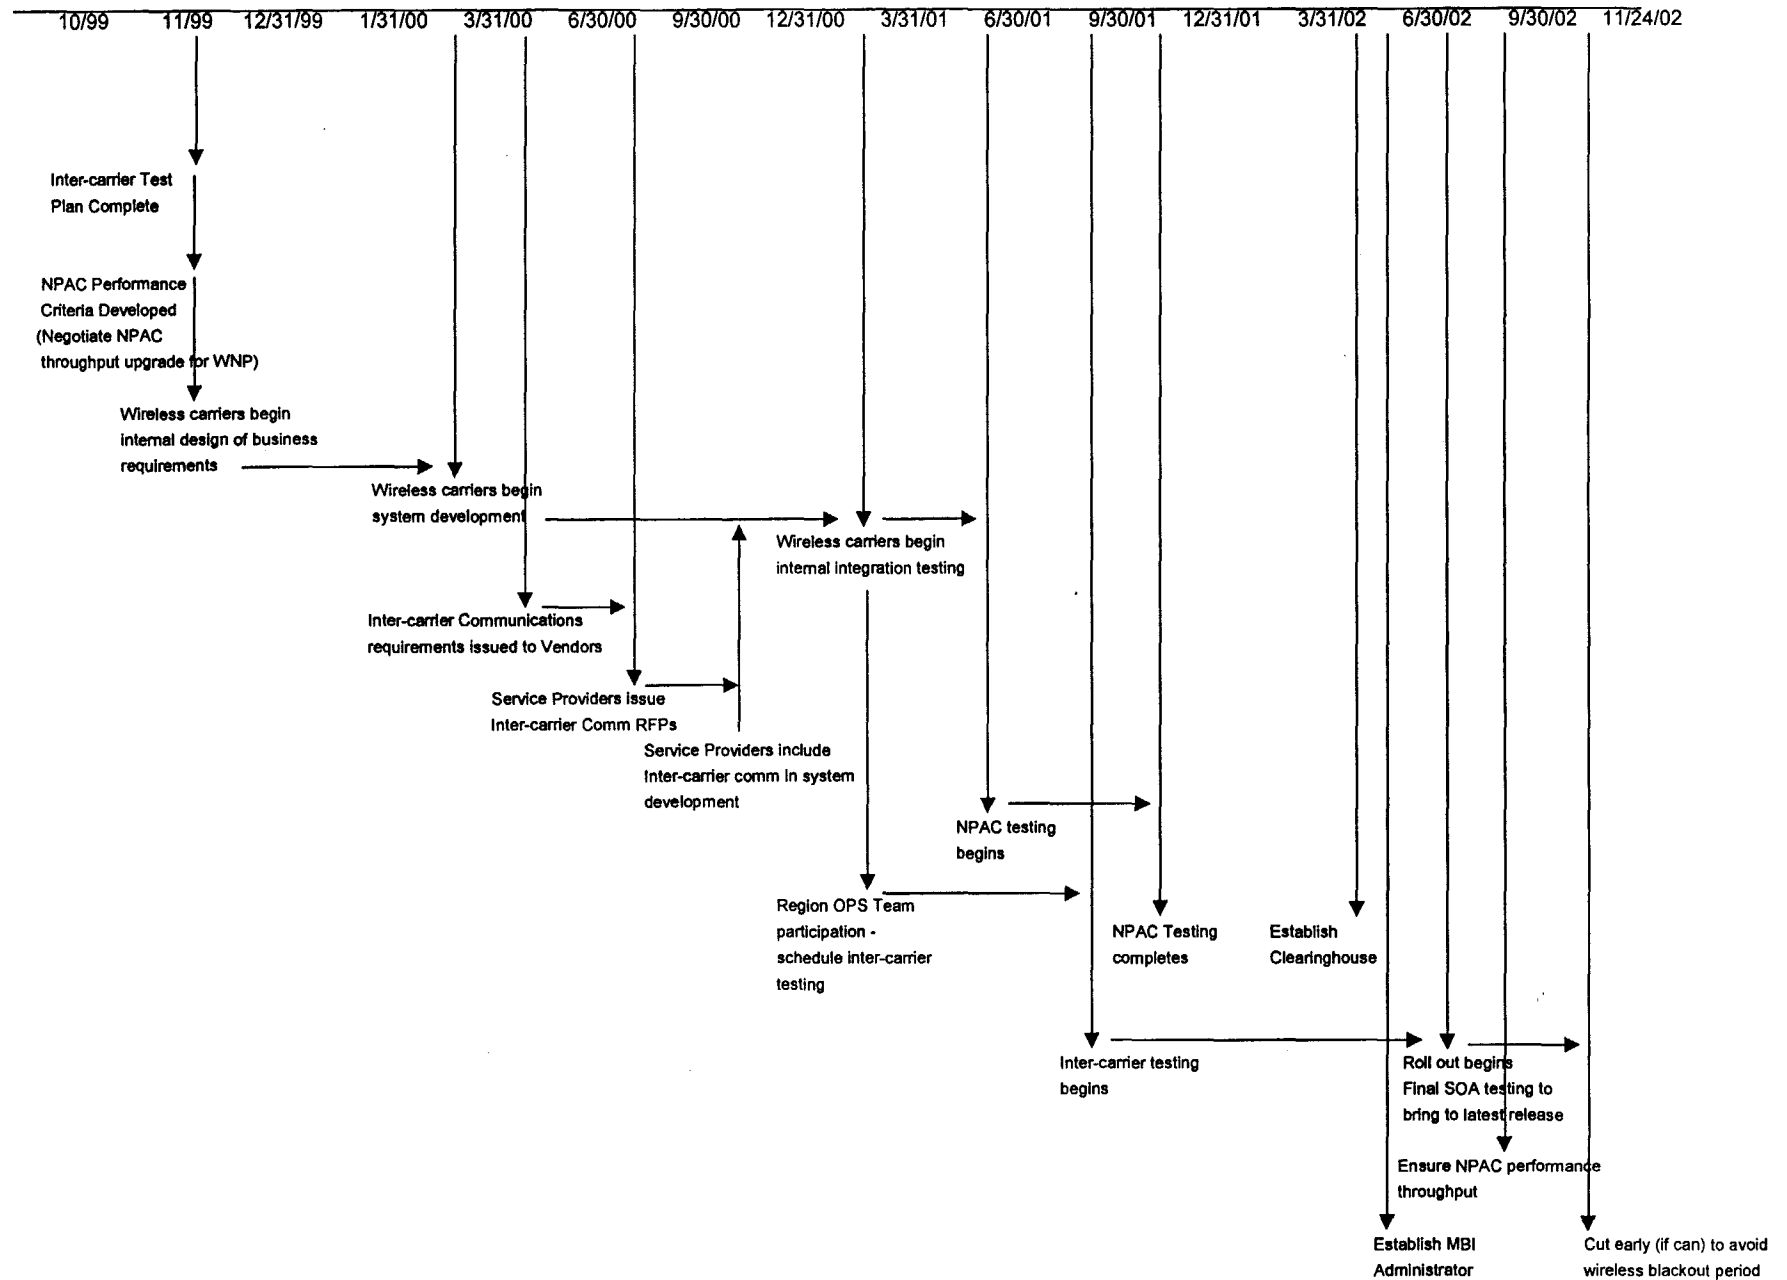 10/99 11/99 12/31/99 1/31/00 3/31/00 6/30/00 9/30/00 12/31/00 3/31/01 6/30/01 9/30/01 12/31/01 3/31/02 6/30/02 9/30/02 11/24/02
Inter-carrier Test
Plan Complete
NPAC Performance
Criteria Developed
(Negotiate NPAC
throughput upgrade for WNP)
Wireless carriers begin
internal design of business
requirements
Wireless carriers begin
system development
Wireless carriers begin
internal integration testing
Inter-carrier Communications
requirements issued to Vendors
Service Providers issue
Inter-carrier Comm RFPs
Service Providers include
Inter-carrier comm in system
development
NPAC testing
begins
Region OPS Team
participation -
schedule inter-carrier
testing
NPAC Testing
completes
Establish
Clearinghouse
Inter-carrier testing
begins
Roll out begins
Final SOA testing to
bring to latest release
Ensure NPAC performance
throughput
Establish MBI
Administrator
Cut early (if can) to avoid
wireless blackout period